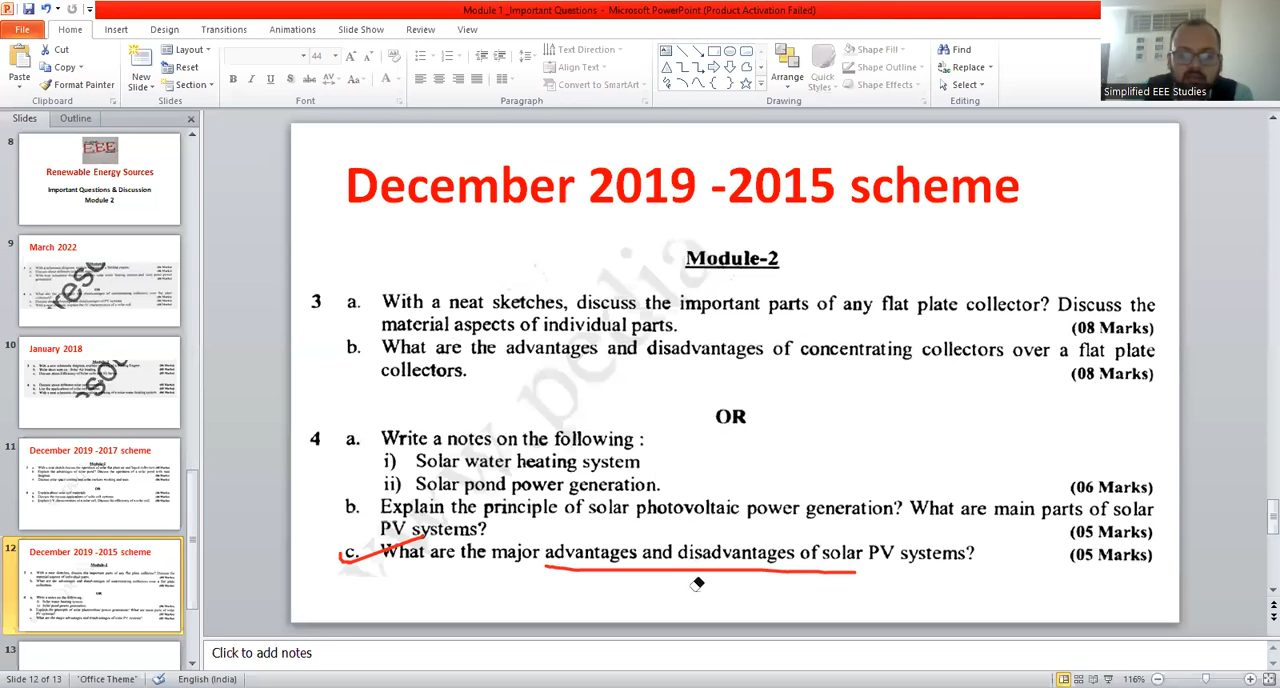 Module 1 _Important Questions - Microsoft PowerPoint (Product Activation Failed)
File Home Insert Design Transitions Animations Slide Show Review View
Paste Cut Copy Format Painter Clipboard
New Slide Layout Reset Section Slides
44 Font
Text Direction Align Text Convert to SmartArt Paragraph
Arrange Quick Styles Shape Fill Shape Outline Shape Effects Drawing
Find Replace Select Editing
Simplified EEE Studies
Slides Outline
8
EEE
Renewable Energy Sources
Important Questions & Discussion
Module 2
9
March 2022
10
January 2018
11
December 2019 -2017 scheme
12
December 2019 -2015 scheme
13
December 2019 -2015 scheme
Module-2
3 a. With a neat sketches, discuss the important parts of any flat plate collector? Discuss the
material aspects of individual parts. (08 Marks)
b. What are the advantages and disadvantages of concentrating collectors over a flat plate
collectors. (08 Marks)
OR
4 a. Write a notes on the following :
i) Solar water heating system
ii) Solar pond power generation. (06 Marks)
b. Explain the principle of solar photovoltaic power generation? What are main parts of solar
PV systems? (05 Marks)
c. What are the major advantages and disadvantages of solar PV systems? (05 Marks)
Click to add notes
Slide 12 of 13 "Office Theme" English (India) 116%